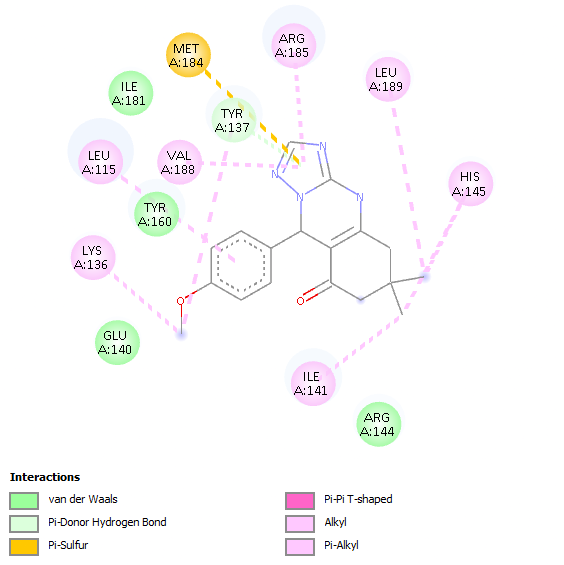 ARG
A:185
MET
A:184
LEU
A:189
ILE
A:181
TYR
A:137
LEU
A:115
VAL
A:188
N
N
HIS
A:145
N
N
TYR
A:160
LYS
A:136
O
O
GLU
A:140
ILE
A:141
ARG
A:144
Interactions
van der Waals
Pi-Donor Hydrogen Bond
Pi-Sulfur
Pi-Pi T-shaped
Alkyl
Pi-Alkyl